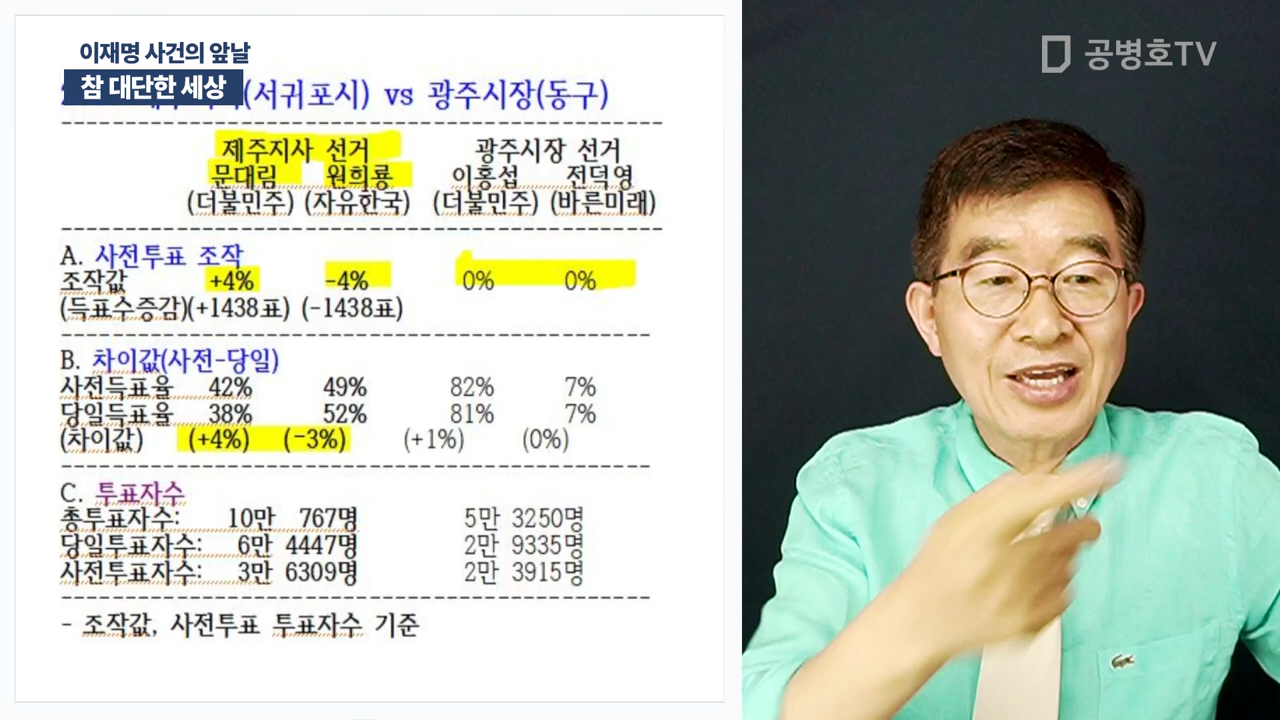 이재명 사건의 앞날
참 대단한 세상
(서귀포시) vs 광주시장(동구)
공병호TV
제주지사 선거 광주시장 선거
문대림 원희룡 이홍섭 전덕영
(더불민주) (자유한국) (더불민주) (바른미래)
A. 사전투표 조작
조작값 +4% -4% 0% 0%
(득표수증감)(+1438표) (-1438표)
B. 차이값(사전-당일)
사전득표율 42% 49% 82% 7%
당일득표율 38% 52% 81% 7%
(차이값) (+4%) (-3%) (+1%) (0%)
C. 투표자수
총투표자수: 10만 767명 5만 3250명
당일투표자수: 6만 4447명 2만 9335명
사전투표자수: 3만 6309명 2만 3915명
- 조작값, 사전투표 투표자수 기준